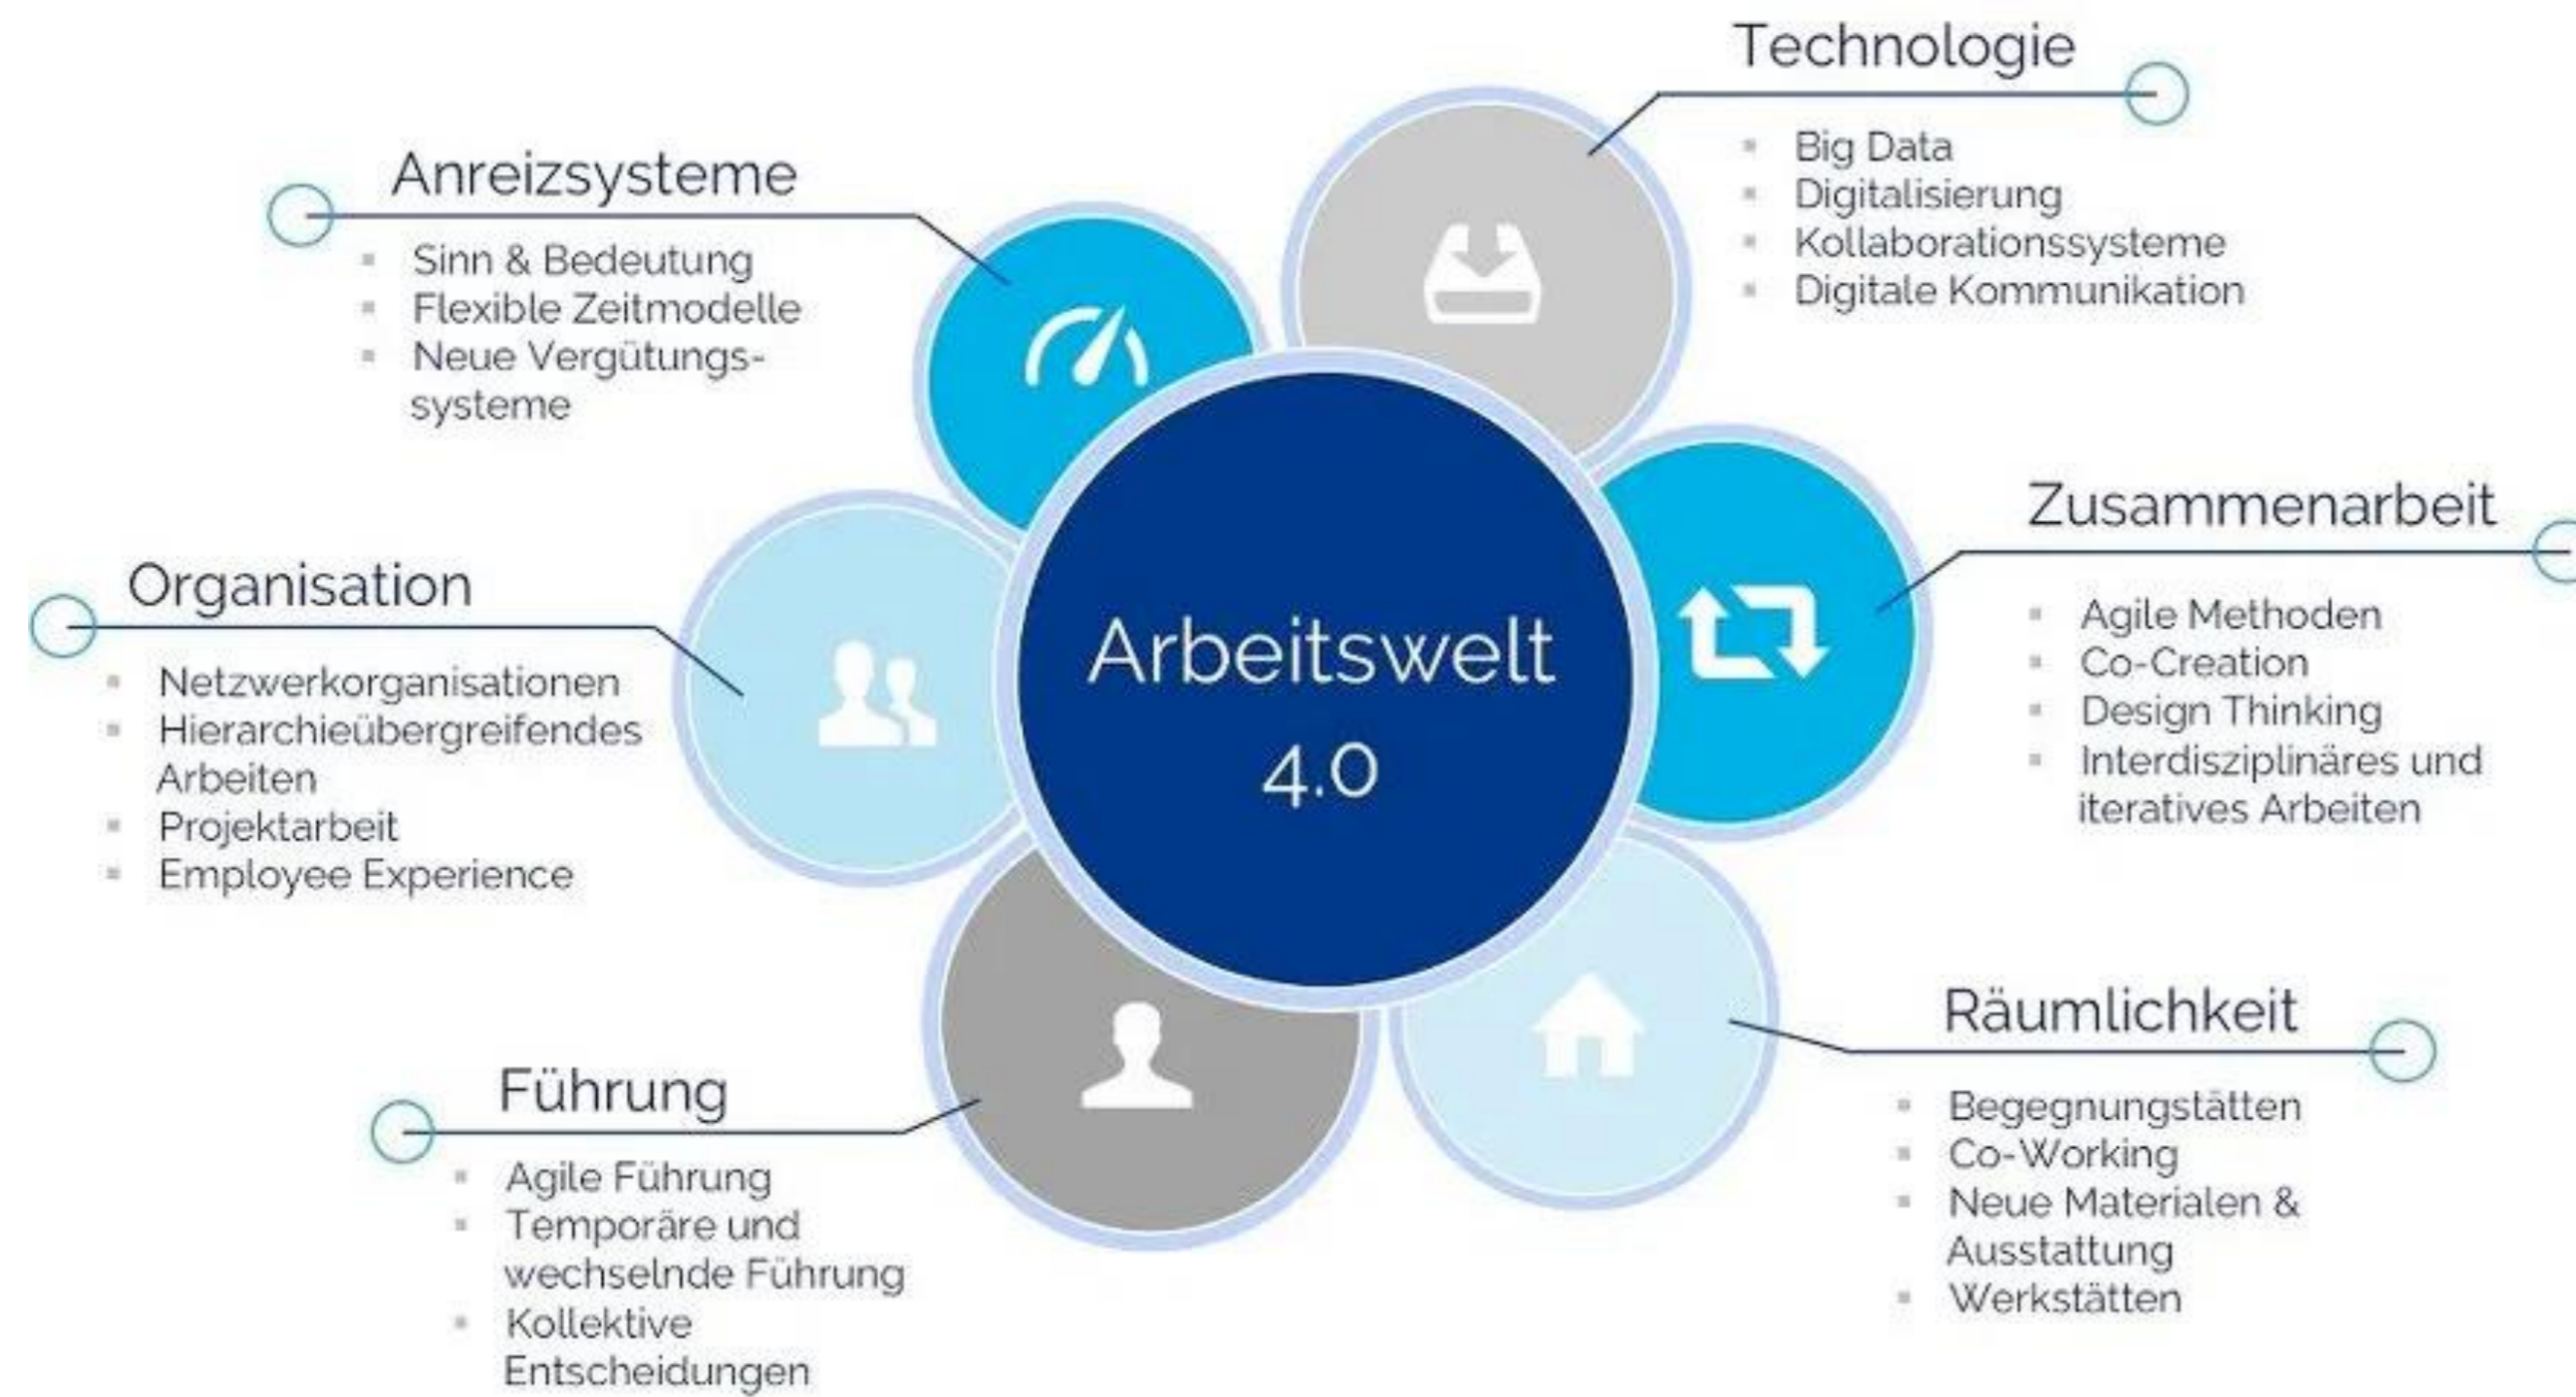 Technologie
Big Data
Digitalisierung
Kollaborationssysteme
Digitale Kommunikation
Anreizsysteme
Sinn & Bedeutung
Flexible Zeitmodelle
Neue Vergütungs-
systeme
Zusammenarbeit
Agile Methoden
Co-Creation
Design Thinking
Interdisziplinäres und
iteratives Arbeiten
Organisation
Netzwerkorganisationen
Hierarchieübergreifendes
Arbeiten
Projektarbeit
Employee Experience
Arbeitswelt
4.0
Räumlichkeit
Begegnungstätten
Co-Working
Neue Materialen &
Ausstattung
Werkstätten
Führung
Agile Führung
Temporäre und
wechselnde Führung
Kollektive
Entscheidungen